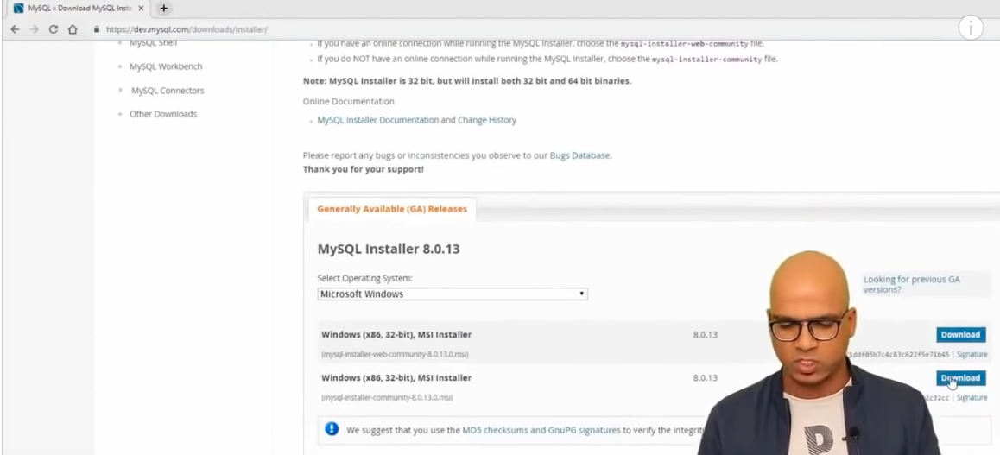 MySQL :: Download MySQL Insta
https://dev.mysql.com/downloads/installer/
MySQL Shell
MySQL Workbench
MySQL Connectors
Other Downloads
If you have an online connection while running the MySQL Installer, choose the mysql-installer-web-community file.
If you do NOT have an online connection while running the MySQL Installer, choose the mysql-installer-community file.
Note: MySQL Installer is 32 bit, but will install both 32 bit and 64 bit binaries.
Online Documentation
MySQL Installer Documentation and Change History
Please report any bugs or inconsistencies you observe to our Bugs Database.
Thank you for your support!
Generally Available (GA) Releases
MySQL Installer 8.0.13
Select Operating System:
Microsoft Windows
Looking for previous GA
versions?
Windows (x86, 32-bit), MSI Installer 8.0.13 Download
(mysql-installer-web-community-8.0.13.0.msi) 1ddf05b7c4c83c622f5e71b45 | Signature
Windows (x86, 32-bit), MSI Installer 8.0.13 Download
(mysql-installer-community-8.0.13.0.msi) 2c32cc | Signature
We suggest that you use the MD5 checksums and GnuPG signatures to verify the integrit